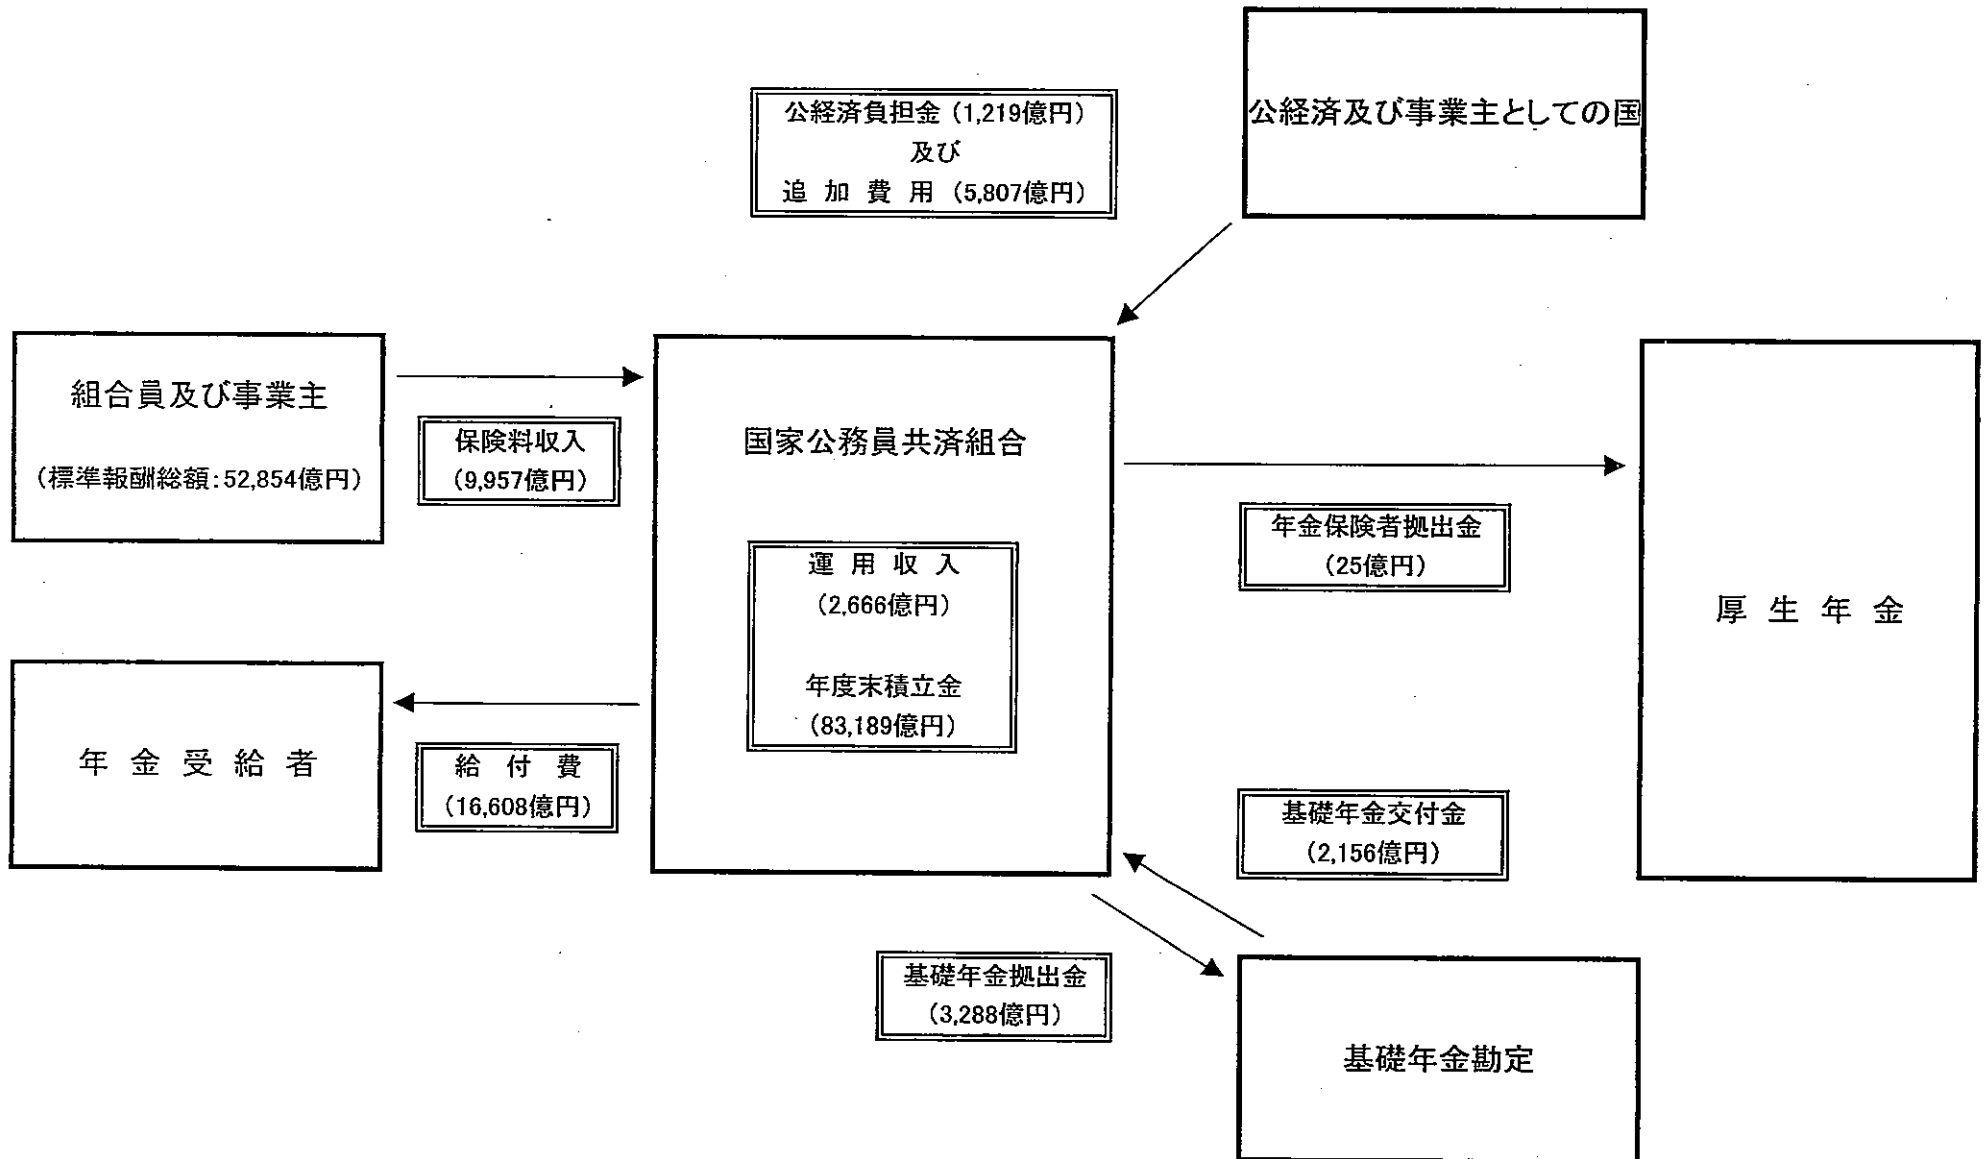 公経済負担金（1,219億円）
及び
追加費用（5,807億円）
公経済及び事業主としての国
組合員及び事業主
（標準報酬総額：52,854億円）
保険料収入
（9,957億円）
国家公務員共済組合
運用収入
（2,666億円）
年度末積立金
（83,189億円）
年金保険者拠出金
（25億円）
厚生年金
年金受給者
給付費
（16,608億円）
基礎年金交付金
（2,156億円）
基礎年金拠出金
（3,288億円）
基礎年金勘定